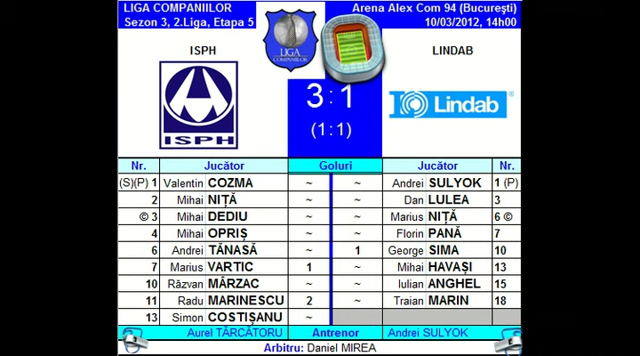 LIGA COMPANIILOR Arena Alex Com 94 (Bucureşti)
Sezon 3, 2.Liga, Etapa 5 10/03/2012, 14h00
ISPH LINDAB
LIGA
COMPANIILOR
3:1
(1:1)
ISPH
Lindab
Nr. Jucător Goluri Jucător Nr.
(S)(P) 1 Valentin COZMA ~ ~ Andrei SULYOK 1 (P)
2 Mihai NIȚĂ ~ ~ Dan LULEA 3
© 3 Mihai DEDIU ~ ~ Marius NIȚĂ 6 ©
4 Mihai OPRIȘ ~ ~ Florin PANĂ 7
6 Andrei TĂNASĂ ~ 1 George SIMA 10
7 Marius VARTIC 1 ~ Mihai HAVAȘI 13
10 Răzvan MÂRZAC ~ ~ Iulian ANGHEL 15
11 Radu MARINESCU 2 ~ Traian MARIN 18
13 Simon COSTIȘANU ~
Aurel TĂRCĂTORU Antrenor Andrei SULYOK
Arbitru: Daniel MIREA